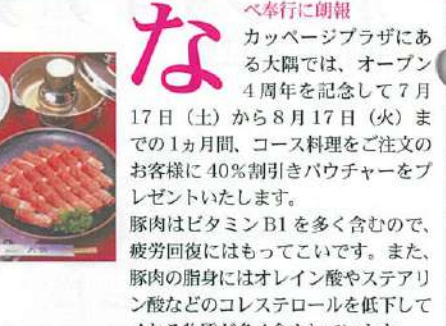 なべ奉行に朗報
カッページプラザにあ
る大隅では、オープン
4周年を記念して7月
17日（土）から8月17日（火）ま
での1ヵ月間、コース料理をご注文の
お客様に40%割引きバウチャーをプ
レゼントいたします。
豚肉はビタミンB1を多く含むので、
疲労回復にはもってこいです。また、
豚肉の脂身にはオレイン酸やステアリ
ン酸などのコレステロールを低下して